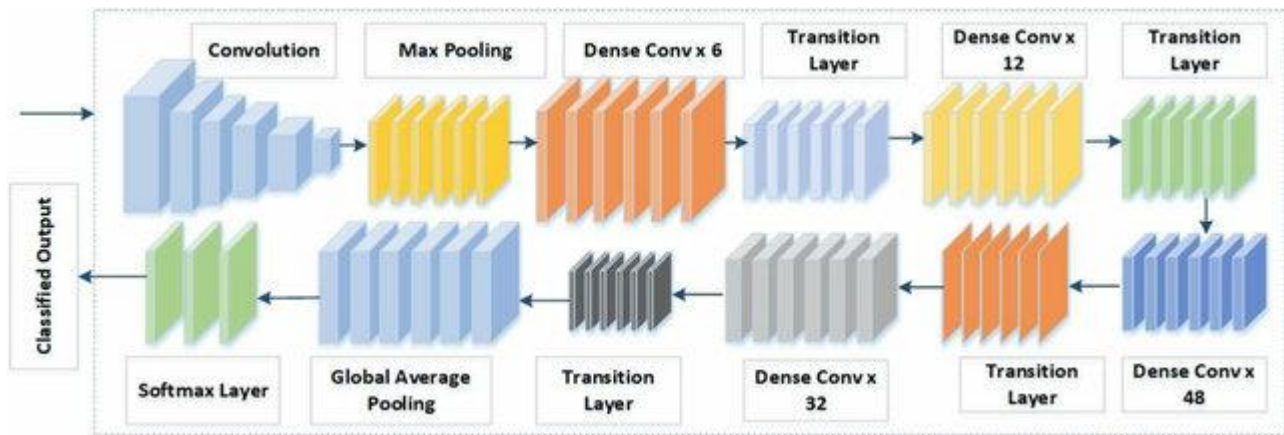 Convolution
Max Pooling
Dense Conv x 6
Transition
Layer
Dense Conv x
12
Transition
Layer
Classified Output
Softmax Layer
Global Average
Pooling
Transition
Layer
Dense Conv x
32
Transition
Layer
Dense Conv x
48